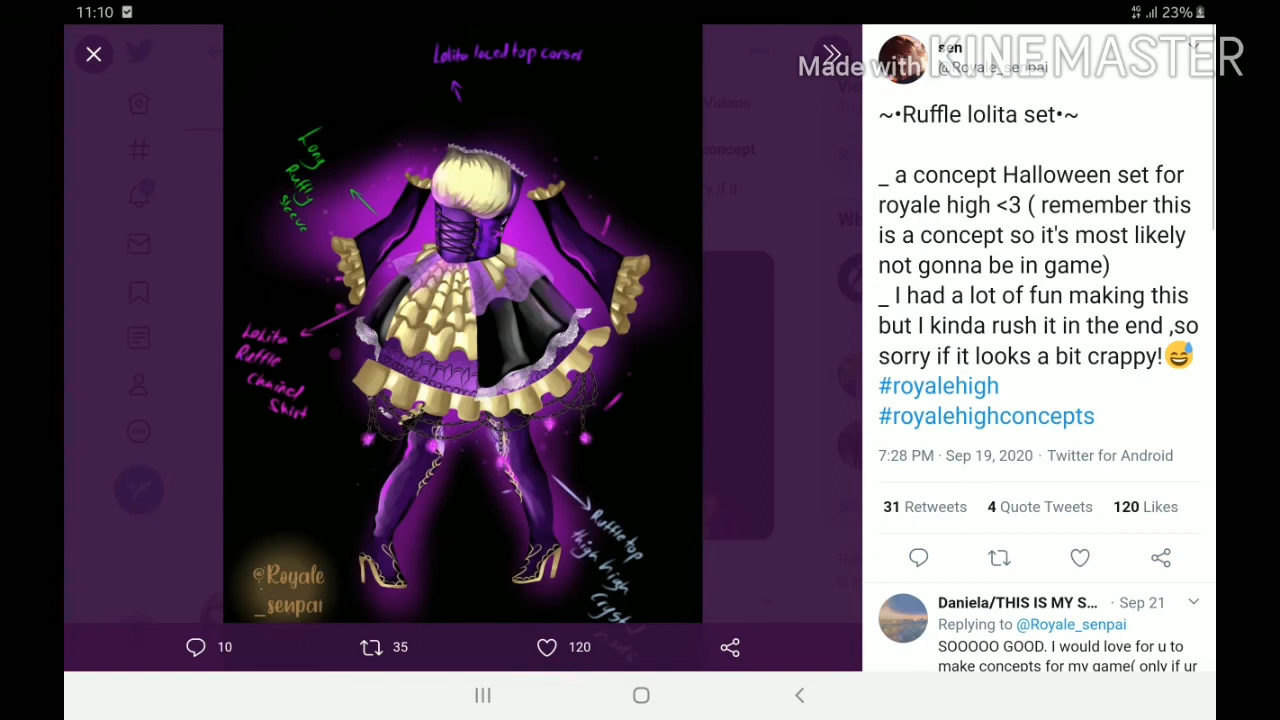 11:10
4G
23%
Made with KINEMASTER
Lolita laced top corset
Long
Ruffly
sleeve
Lolita
Ruffle
Chained
Skirt
Ruffle top
thigh high
@Royale
_senpai
Videos
concept
10
35
120
sen
@Royale_senpai
~•Ruffle lolita set•~
_ a concept Halloween set for
royale high <3 ( remember this
is a concept so it's most likely
not gonna be in game)
_ I had a lot of fun making this
but I kinda rush it in the end ,so
sorry if it looks a bit crappy!😅
#royalehigh
#royalehighconcepts
7:28 PM · Sep 19, 2020 · Twitter for Android
31 Retweets 4 Quote Tweets 120 Likes
Daniela/THIS IS MY S... · Sep 21
Replying to @Royale_senpai
SOOOOO GOOD. I would love for u to
make concepts for my game( only if ur